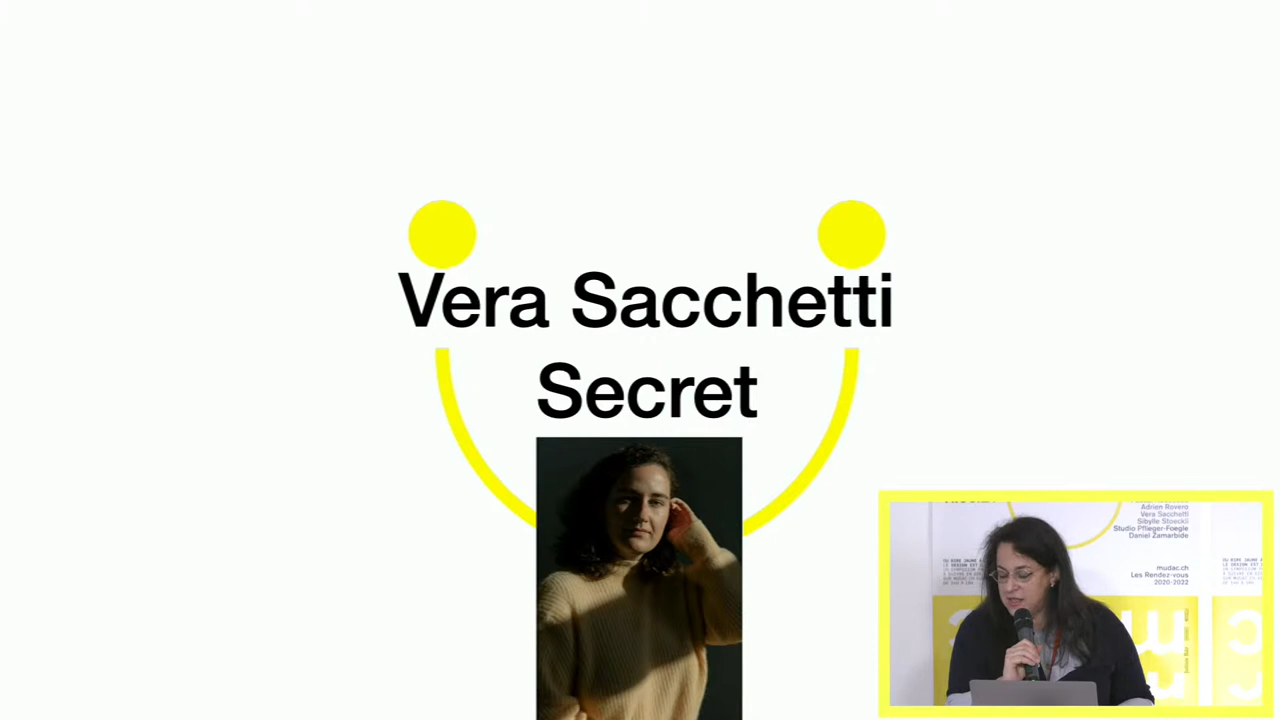 Vera Sacchetti
Secret
Adrien Rovero
Vera Sacchetti
Sibylle Stoeckli
Studio Pflieger-Foegle
Daniel Zamarbide
mudac.ch
Les Rendez-vous
2020-2022